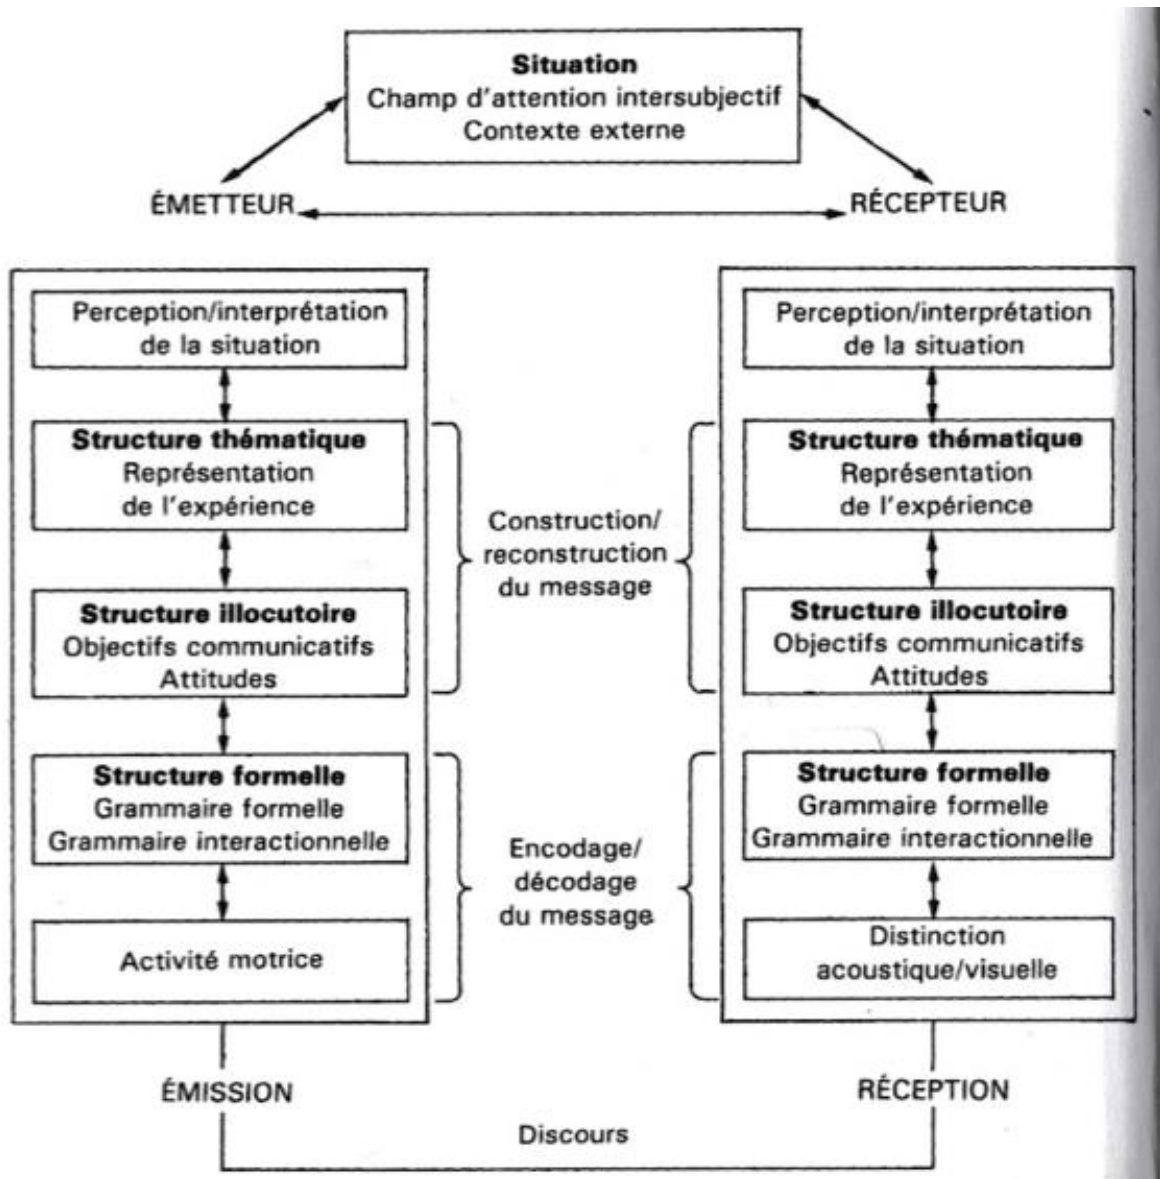 Situation
Champ d'attention intersubjectif
Contexte externe
ÉMETTEUR
RÉCEPTEUR
Perception/interprétation
de la situation
Structure thématique
Représentation
de l'expérience
Structure illocutoire
Objectifs communicatifs
Attitudes
Structure formelle
Grammaire formelle
Grammaire interactionnelle
Activité motrice
Construction/
reconstruction
du message
Encodage/
décodage
du message
Perception/interprétation
de la situation
Structure thématique
Représentation
de l'expérience
Structure illocutoire
Objectifs communicatifs
Attitudes
Structure formelle
Grammaire formelle
Grammaire interactionnelle
Distinction
acoustique/visuelle
ÉMISSION
RÉCEPTION
Discours